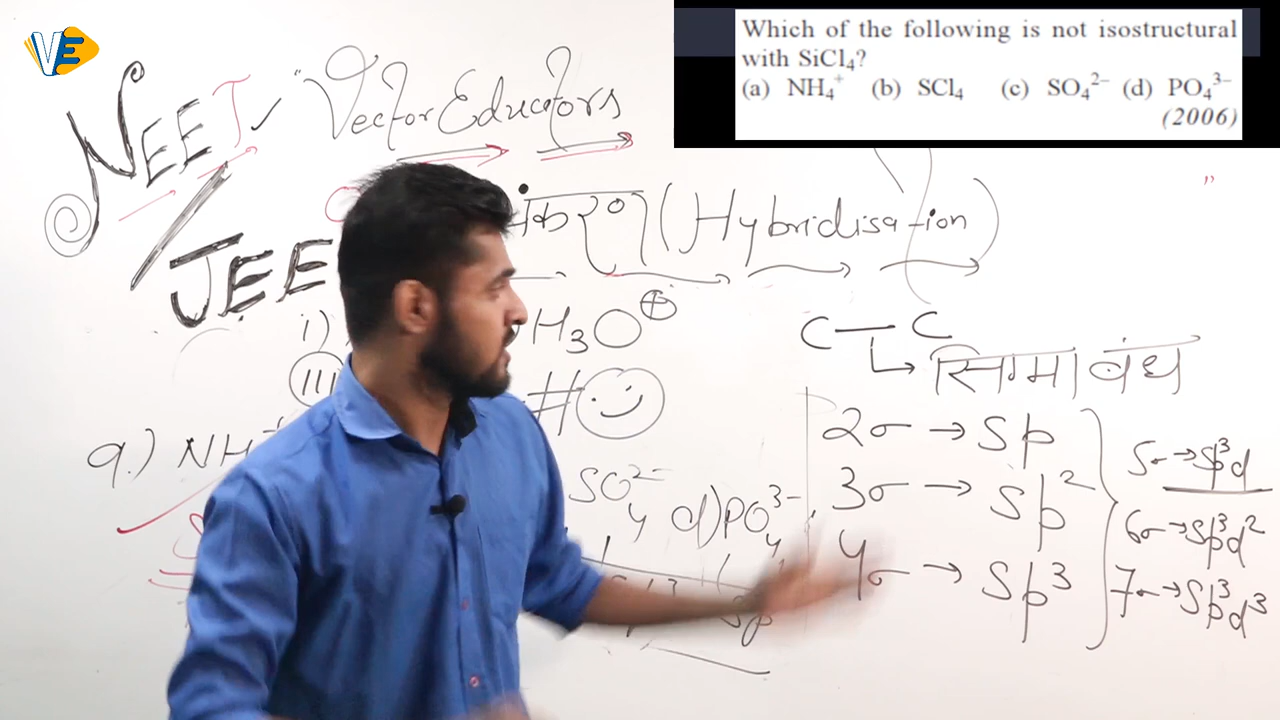 VE
Which of the following is not isostructural
with SiCl₄?
(a) NH₄⁺ (b) SCl₄ (c) SO₄²⁻ (d) PO₄³⁻
(2006)
NEET
JEE
"Vector Educators"
(Hybridisation)
i) H₃O⁺
iii) #
C — C
सिग्मा बंध
a.) NH
SO₄²⁻ d) PO₄³⁻
2σ → sp
3σ → sp²
4σ → sp³
5σ → sp³d
6σ → sp³d²
7σ → sp³d³